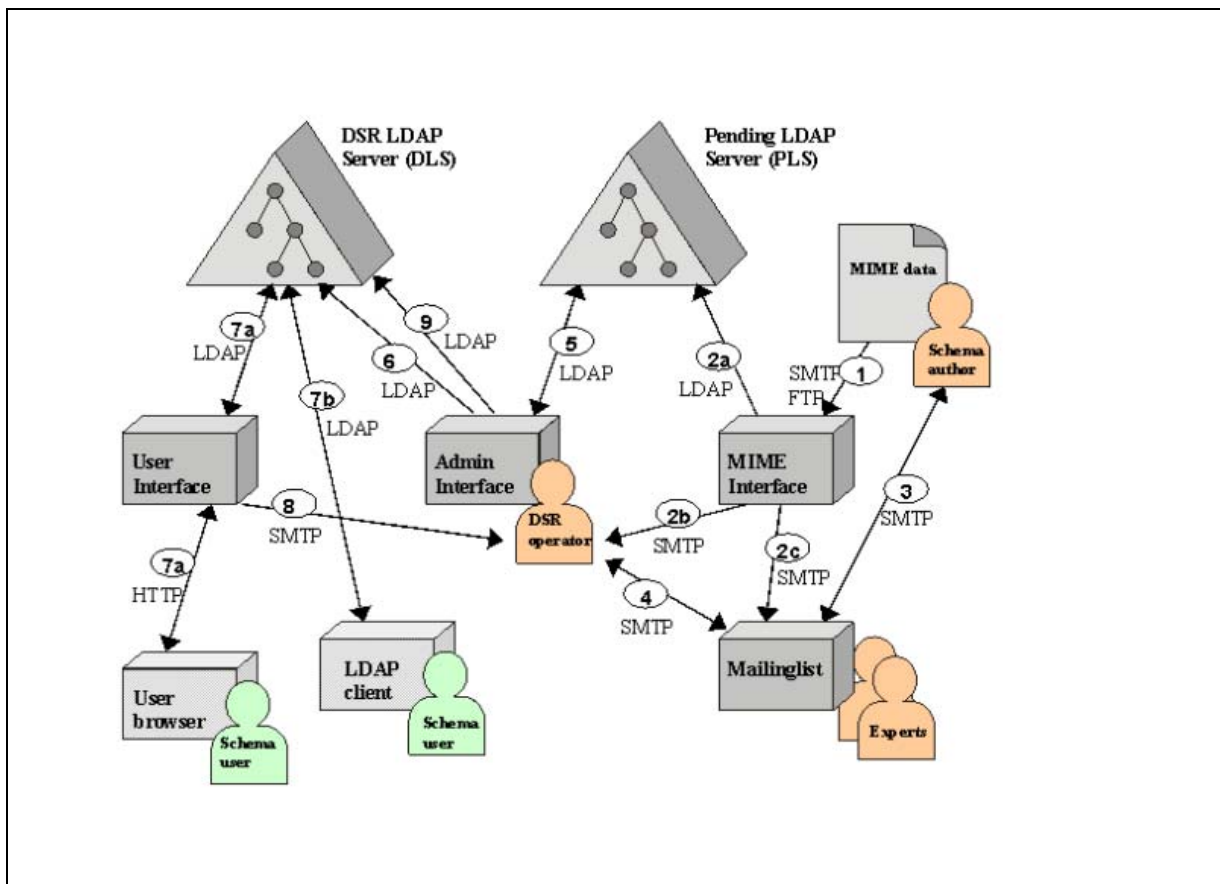 DSR LDAP
Server (DLS)
Pending LDAP
Server (PLS)
MIME data
Schema
author
7a
LDAP
9
LDAP
6
LDAP
5
LDAP
2a
LDAP
1
SMTP
FTP
7b
LDAP
User
Interface
Admin
Interface
MIME
Interface
3
SMTP
8
SMTP
DSR
operator
2b
SMTP
2c
SMTP
7a
HTTP
4
SMTP
User
browser
Schema
user
LDAP
client
Schema
user
Mailinglist
Experts